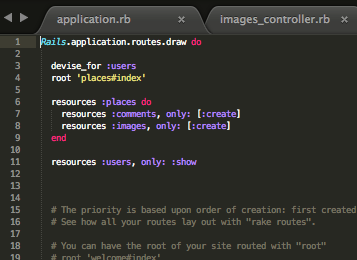 application.rb
images_controller.rb
1 Rails.application.routes.draw do
2
3 devise_for :users
4 root 'places#index'
5
6 resources :places do
7 resources :comments, only: [:create]
8 resources :images, only: [:create]
9 end
10
11 resources :users, only: :show
12
13
14
15 # The priority is based upon order of creation: first created
16 # See how all your routes lay out with "rake routes".
17
18 # You can have the root of your site routed with "root"
19 # root 'welcome#index'